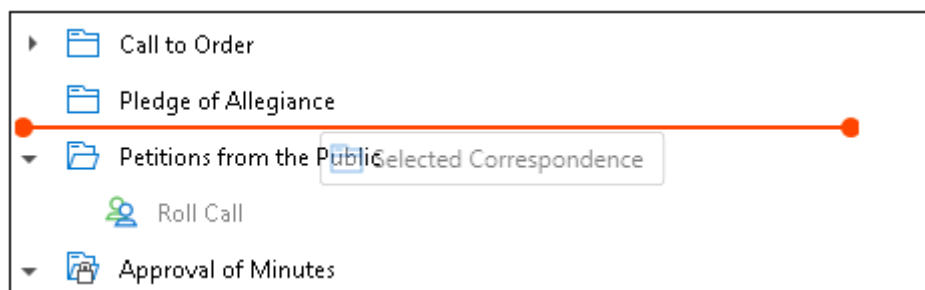 Call to Order
Pledge of Allegiance
Petitions from the Public
Selected Correspondence
Roll Call
Approval of Minutes